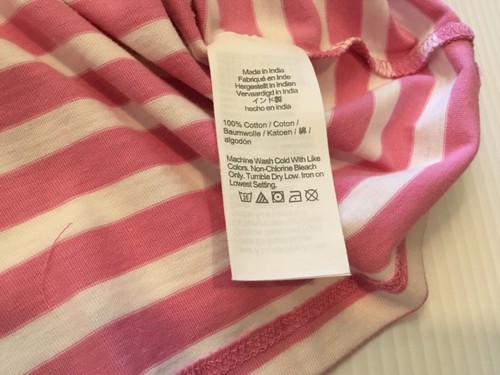 Made in India
Fabriqué en Inde
Hergestellt in Indien
Vervaardigd in India
インド製
hecho en India
100% Cotton / Coton /
Baumwolle / Katoen / 綿 /
algodón
Machine Wash Cold With Like
Colors. Non-Chlorine Bleach
Only. Tumble Dry Low. Iron on
Lowest Setting.